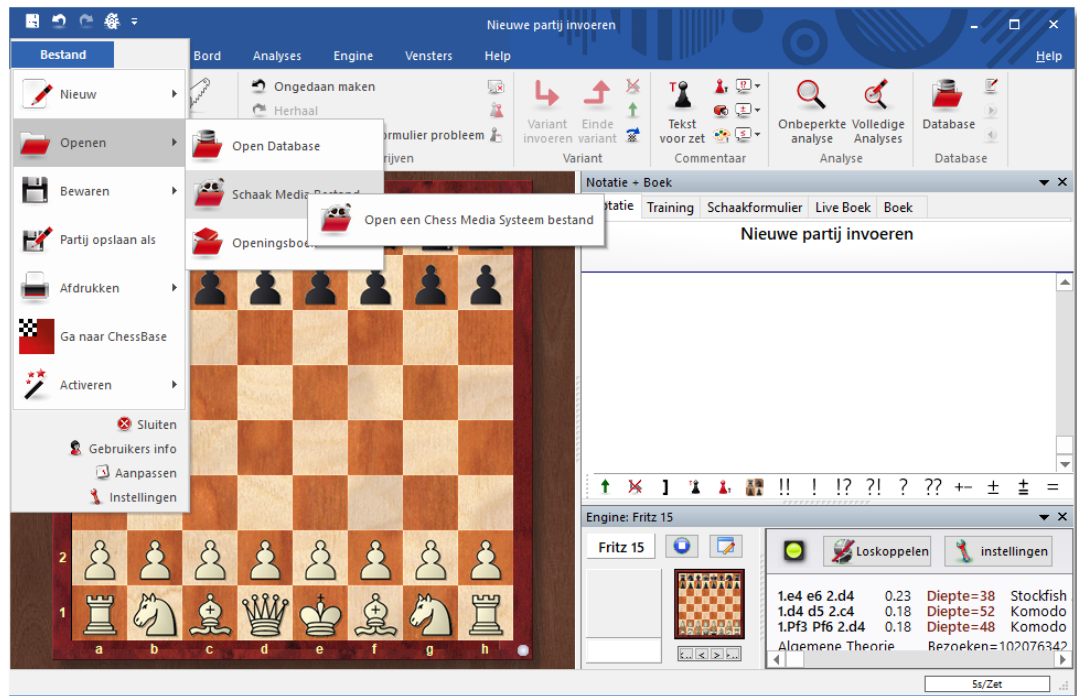 Nieuwe partij invoeren
Bestand Bord Analyses Engine Vensters Help
Help
Nieuw
Openen
Bewaren
Partij opslaan als
Afdrukken
Ga naar ChessBase
Activeren
Sluiten
Gebruikers info
Aanpassen
Instellingen
Open Database
Schaak Media Bestand
Openingsboek
Open een Chess Media Systeem bestand
Ongedaan maken
Herhaal
ormulier probleem
rijven
Variant invoeren
Einde variant
Variant
Tekst voor zet
Commentaar
Onbeperkte analyse
Volledige Analyses
Analyse
Database
Database
Notatie + Boek
tatie Training Schaakformulier Live Boek Boek
Nieuwe partij invoeren
] !! ! !? ?! ? ?? +− ± ⩲ =
Engine: Fritz 15
Fritz 15
Loskoppelen
instellingen
1.e4 e6 2.d4 0.23 Diepte=38 Stockfish
1.d4 d5 2.c4 0.18 Diepte=52 Komodo
1.Pf3 Pf6 2.d4 0.18 Diepte=48 Komodo
Algemene Theorie Bezoeken=102076342
2
1
a b c d e f g h
5s/Zet